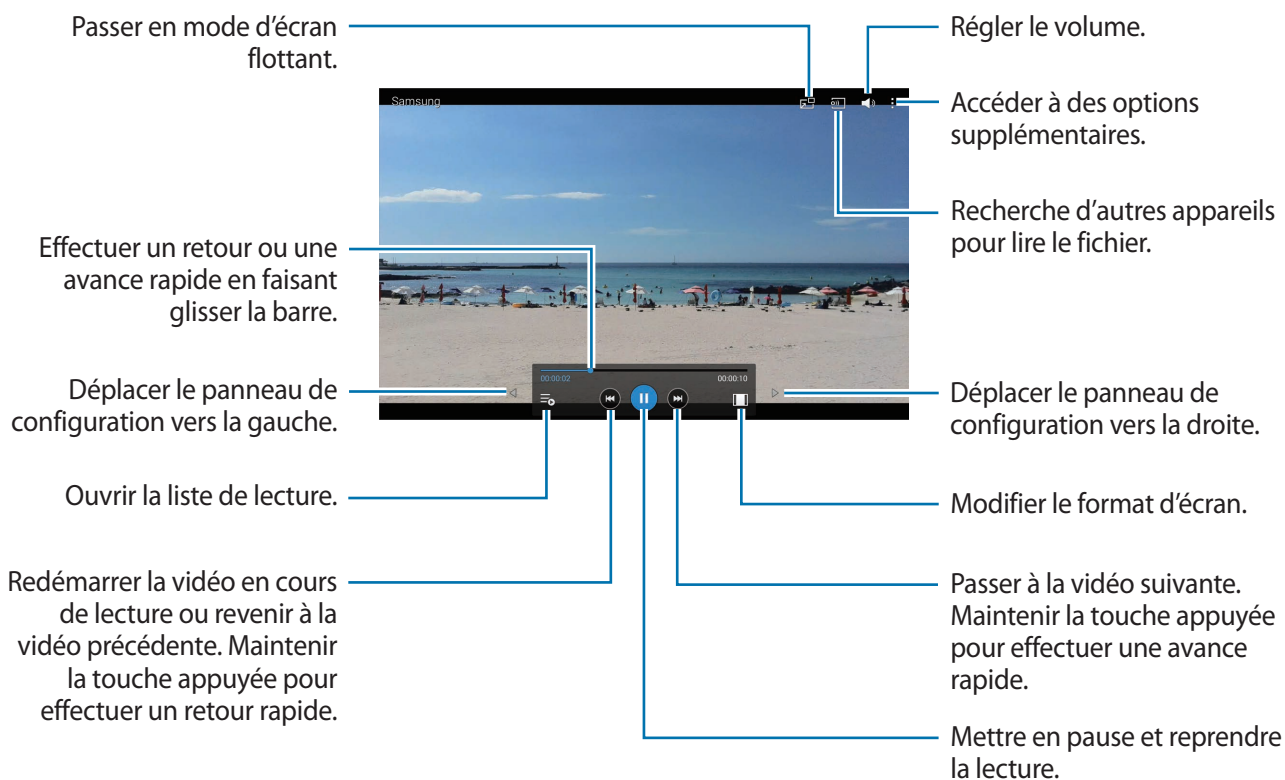 Passer en mode d'écran
flottant.
Régler le volume.
Samsung
Accéder à des options
supplémentaires.
Recherche d'autres appareils
pour lire le fichier.
Effectuer un retour ou une
avance rapide en faisant
glisser la barre.
00:00:02
00:00:10
Déplacer le panneau de
configuration vers la gauche.
Déplacer le panneau de
configuration vers la droite.
Ouvrir la liste de lecture.
Modifier le format d'écran.
Redémarrer la vidéo en cours
de lecture ou revenir à la
vidéo précédente. Maintenir
la touche appuyée pour
effectuer un retour rapide.
Passer à la vidéo suivante.
Maintenir la touche appuyée
pour effectuer une avance
rapide.
Mettre en pause et reprendre
la lecture.